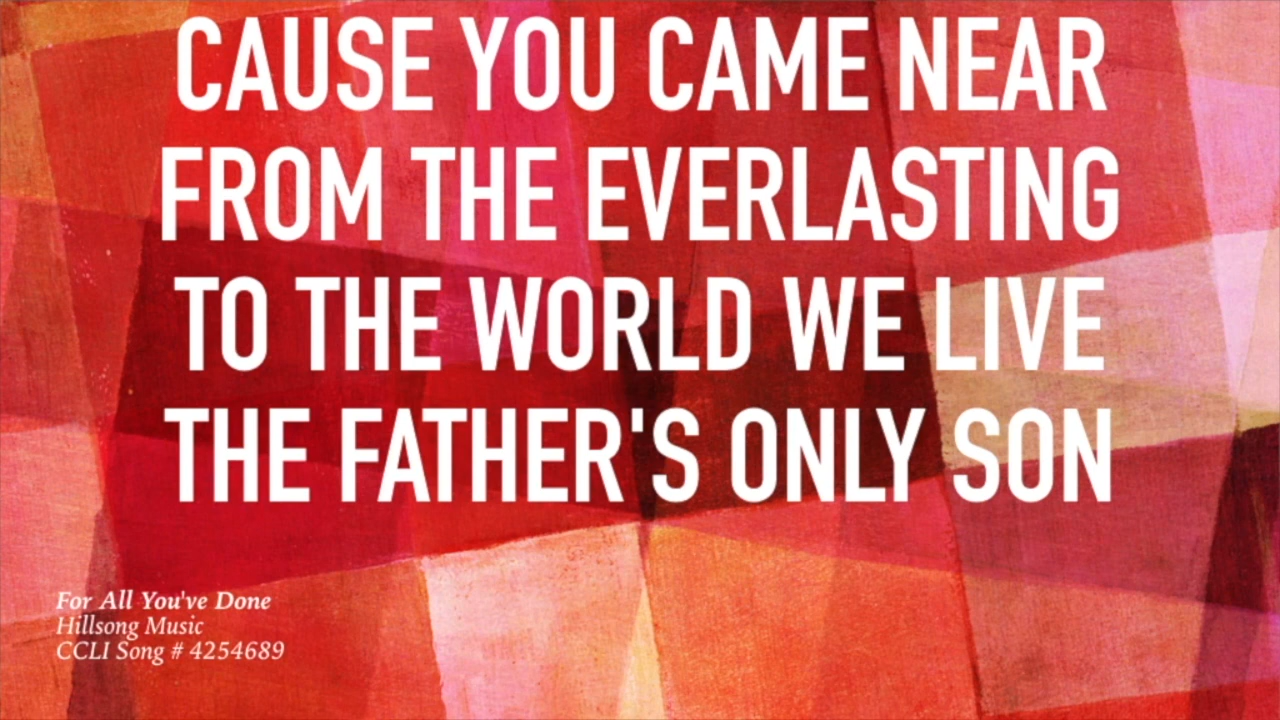 CAUSE YOU CAME NEAR
FROM THE EVERLASTING
TO THE WORLD WE LIVE
THE FATHER'S ONLY SON
For All You've Done
Hillsong Music
CCLI Song # 4254689